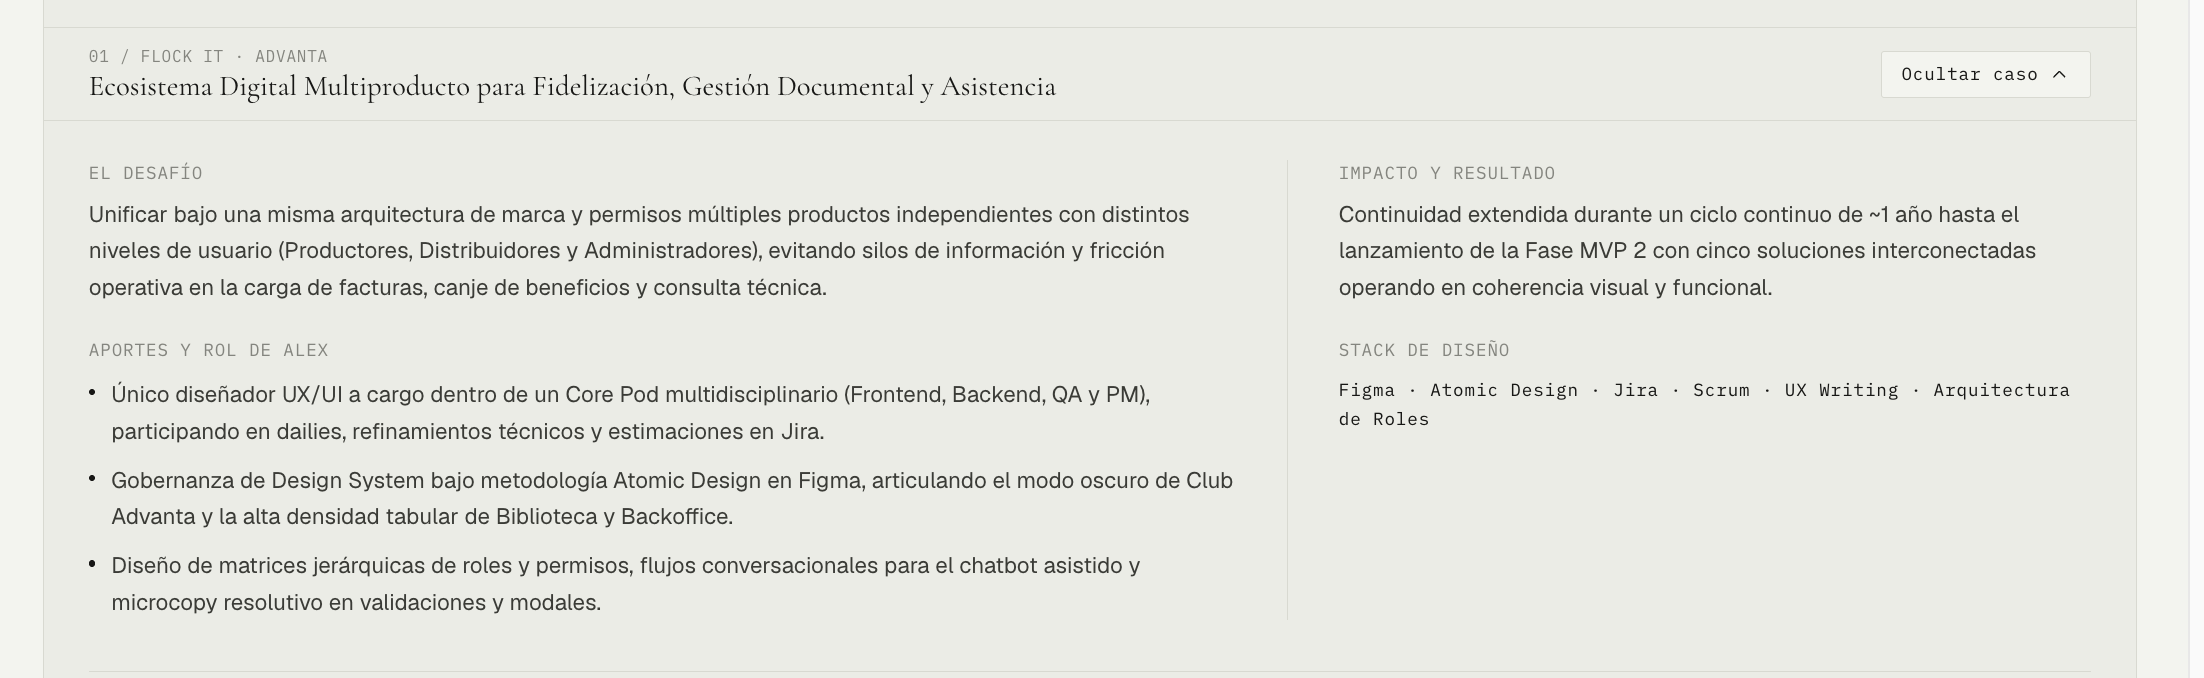 01 / FLOCK IT · ADVANTA
Ecosistema Digital Multiproducto para Fidelización, Gestión Documental y Asistencia
Ocultar caso
EL DESAFÍO
Unificar bajo una misma arquitectura de marca y permisos múltiples productos independientes con distintos
niveles de usuario (Productores, Distribuidores y Administradores), evitando silos de información y fricción
operativa en la carga de facturas, canje de beneficios y consulta técnica.
APORTES Y ROL DE ALEX
• Único diseñador UX/UI a cargo dentro de un Core Pod multidisciplinario (Frontend, Backend, QA y PM),
participando en dailies, refinamientos técnicos y estimaciones en Jira.
• Gobernanza de Design System bajo metodología Atomic Design en Figma, articulando el modo oscuro de Club
Advanta y la alta densidad tabular de Biblioteca y Backoffice.
• Diseño de matrices jerárquicas de roles y permisos, flujos conversacionales para el chatbot asistido y
microcopy resolutivo en validaciones y modales.
IMPACTO Y RESULTADO
Continuidad extendida durante un ciclo continuo de ~1 año hasta el
lanzamiento de la Fase MVP 2 con cinco soluciones interconectadas
operando en coherencia visual y funcional.
STACK DE DISEÑO
Figma · Atomic Design · Jira · Scrum · UX Writing · Arquitectura
de Roles